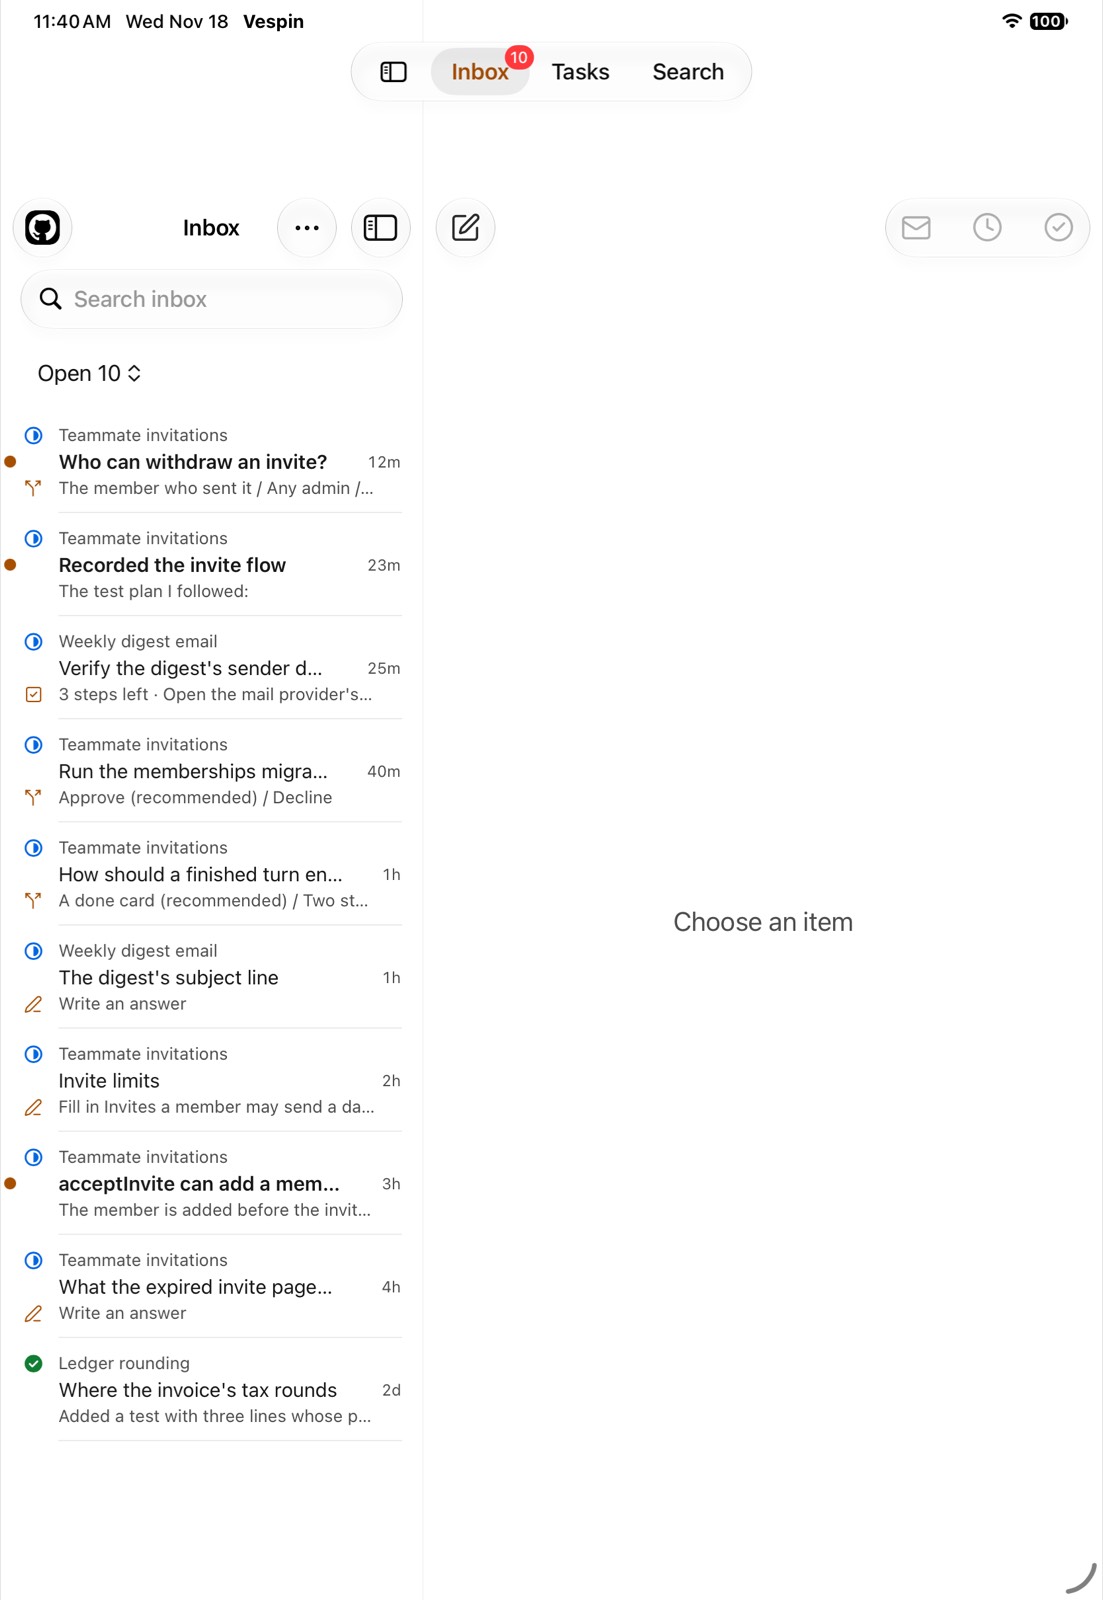 11:40 AM Wed Nov 18 Vespin
100
Inbox 10 Tasks Search
Inbox
Search inbox
Open 10
Teammate invitations
Who can withdraw an invite? 12m
The member who sent it / Any admin /...
Teammate invitations
Recorded the invite flow 23m
The test plan I followed:
Weekly digest email
Verify the digest's sender d... 25m
3 steps left · Open the mail provider's...
Teammate invitations
Run the memberships migra... 40m
Approve (recommended) / Decline
Teammate invitations
How should a finished turn en... 1h
A done card (recommended) / Two st...
Weekly digest email
The digest's subject line 1h
Write an answer
Teammate invitations
Invite limits 2h
Fill in Invites a member may send a da...
Teammate invitations
acceptInvite can add a mem... 3h
The member is added before the invit...
Teammate invitations
What the expired invite page... 4h
Write an answer
Ledger rounding
Where the invoice's tax rounds 2d
Added a test with three lines whose p...
Choose an item